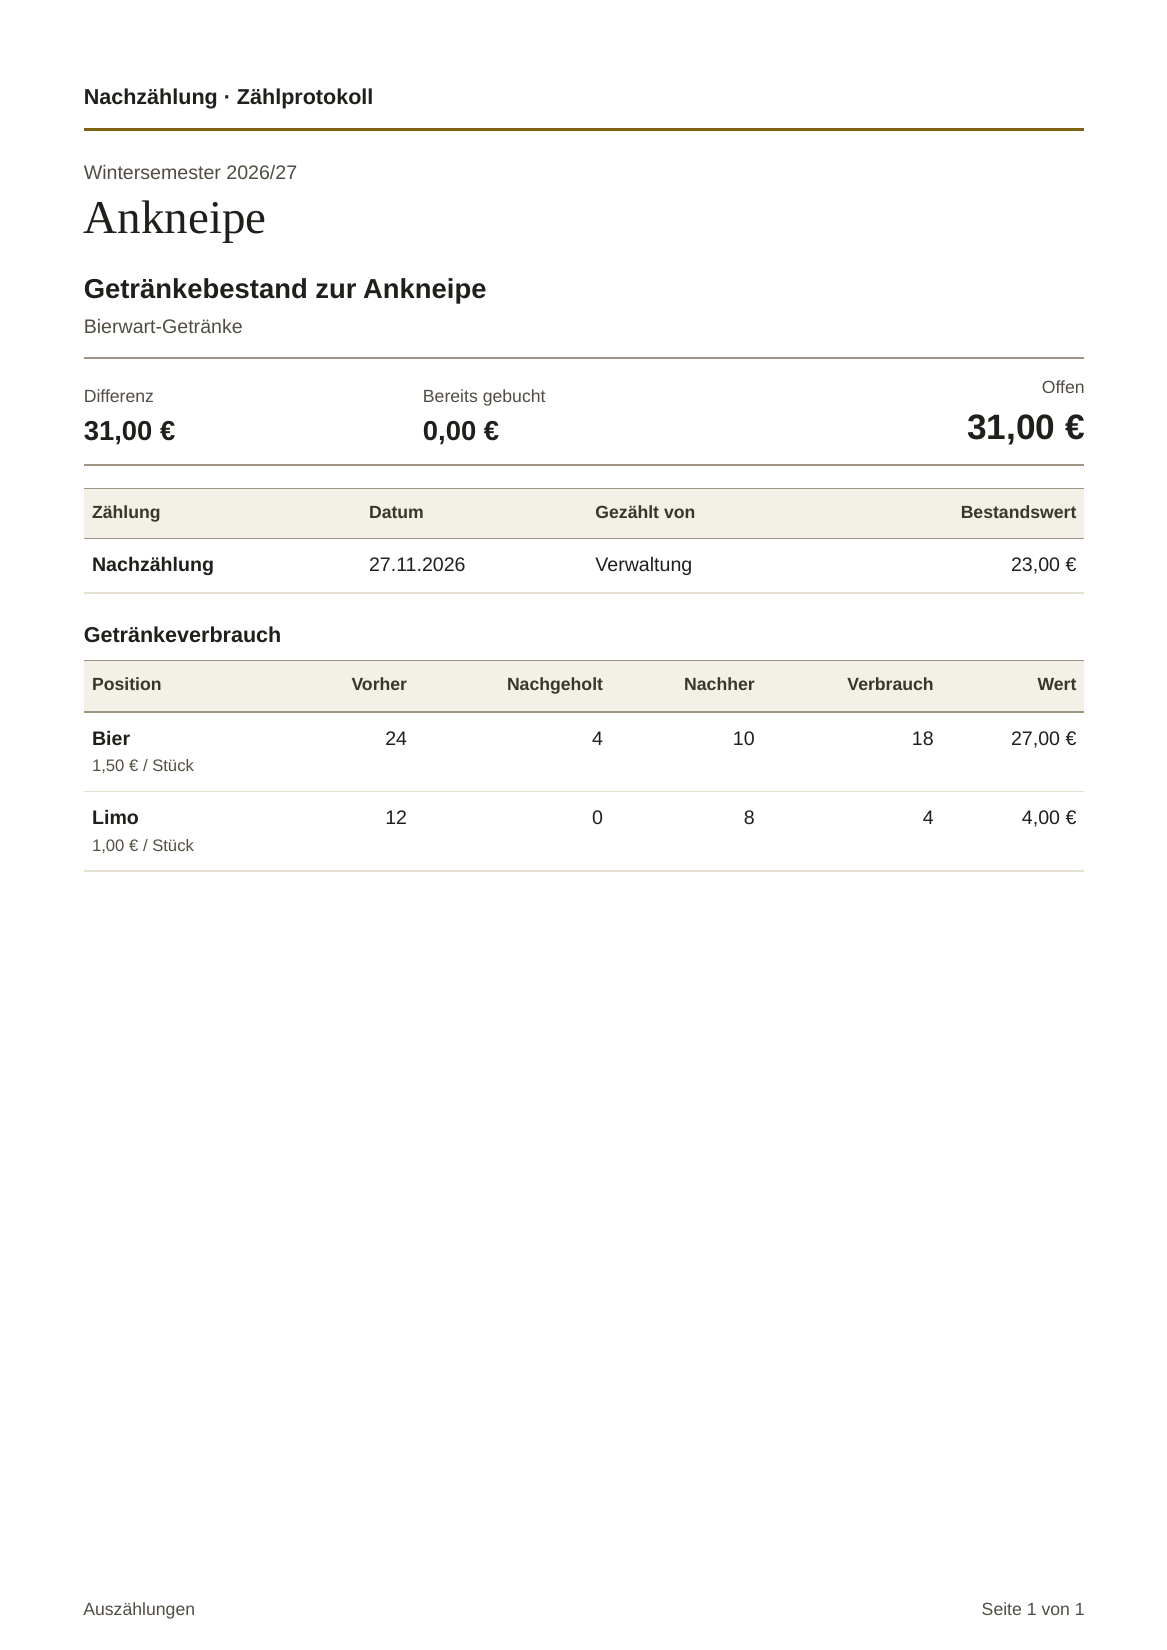 Nachzählung · Zählprotokoll
Wintersemester 2026/27
Ankneipe
Getränkebestand zur Ankneipe
Bierwart-Getränke
Differenz Bereits gebucht Offen
31,00 € 0,00 € 31,00 €
Zählung Datum Gezählt von Bestandswert
Nachzählung 27.11.2026 Verwaltung 23,00 €
Getränkeverbrauch
Position Vorher Nachgeholt Nachher Verbrauch Wert
Bier 24 4 10 18 27,00 €
1,50 € / Stück
Limo 12 0 8 4 4,00 €
1,00 € / Stück
Auszählungen Seite 1 von 1